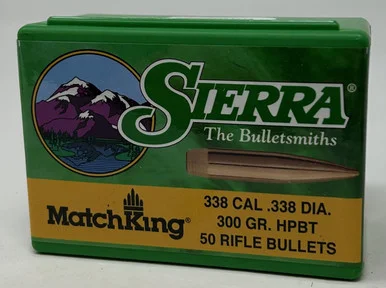 SIERRA®
The Bulletsmiths
MatchKing®
338 CAL .338 DIA.
300 GR. HPBT
50 RIFLE BULLETS